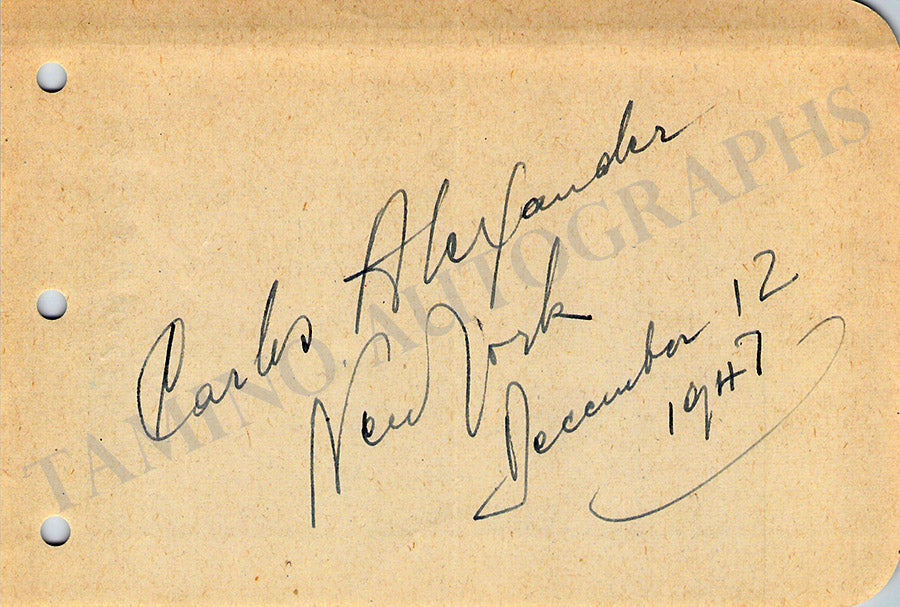 Carlos Alexander
New York
December 12
1947
TAMINO AUTOGRAPHS